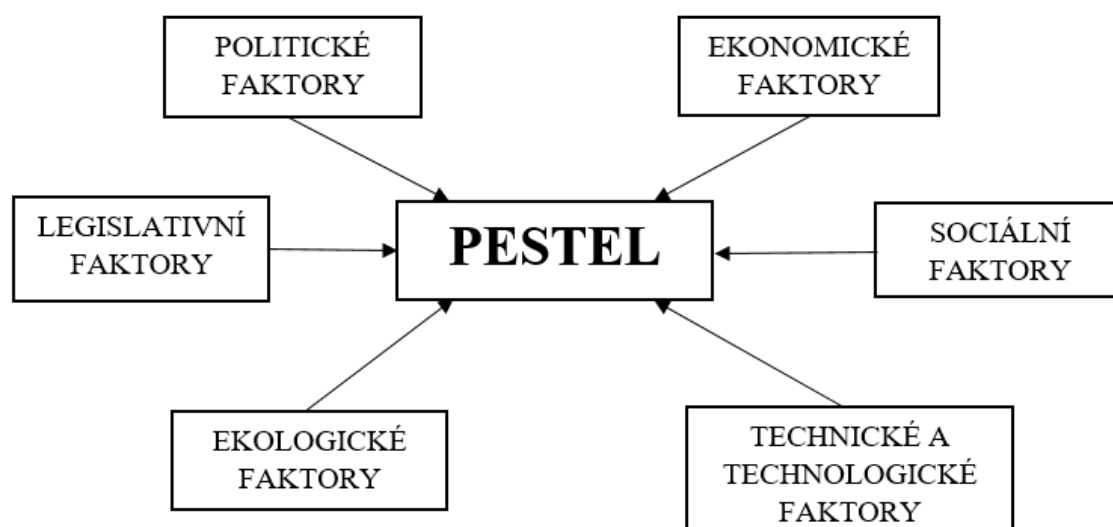 POLITICKÉ
FAKTORY
EKONOMICKÉ
FAKTORY
LEGISLATIVNÍ
FAKTORY
PESTEL
SOCIÁLNÍ
FAKTORY
EKOLOGICKÉ
FAKTORY
TECHNICKÉ A
TECHNOLOGICKÉ
FAKTORY